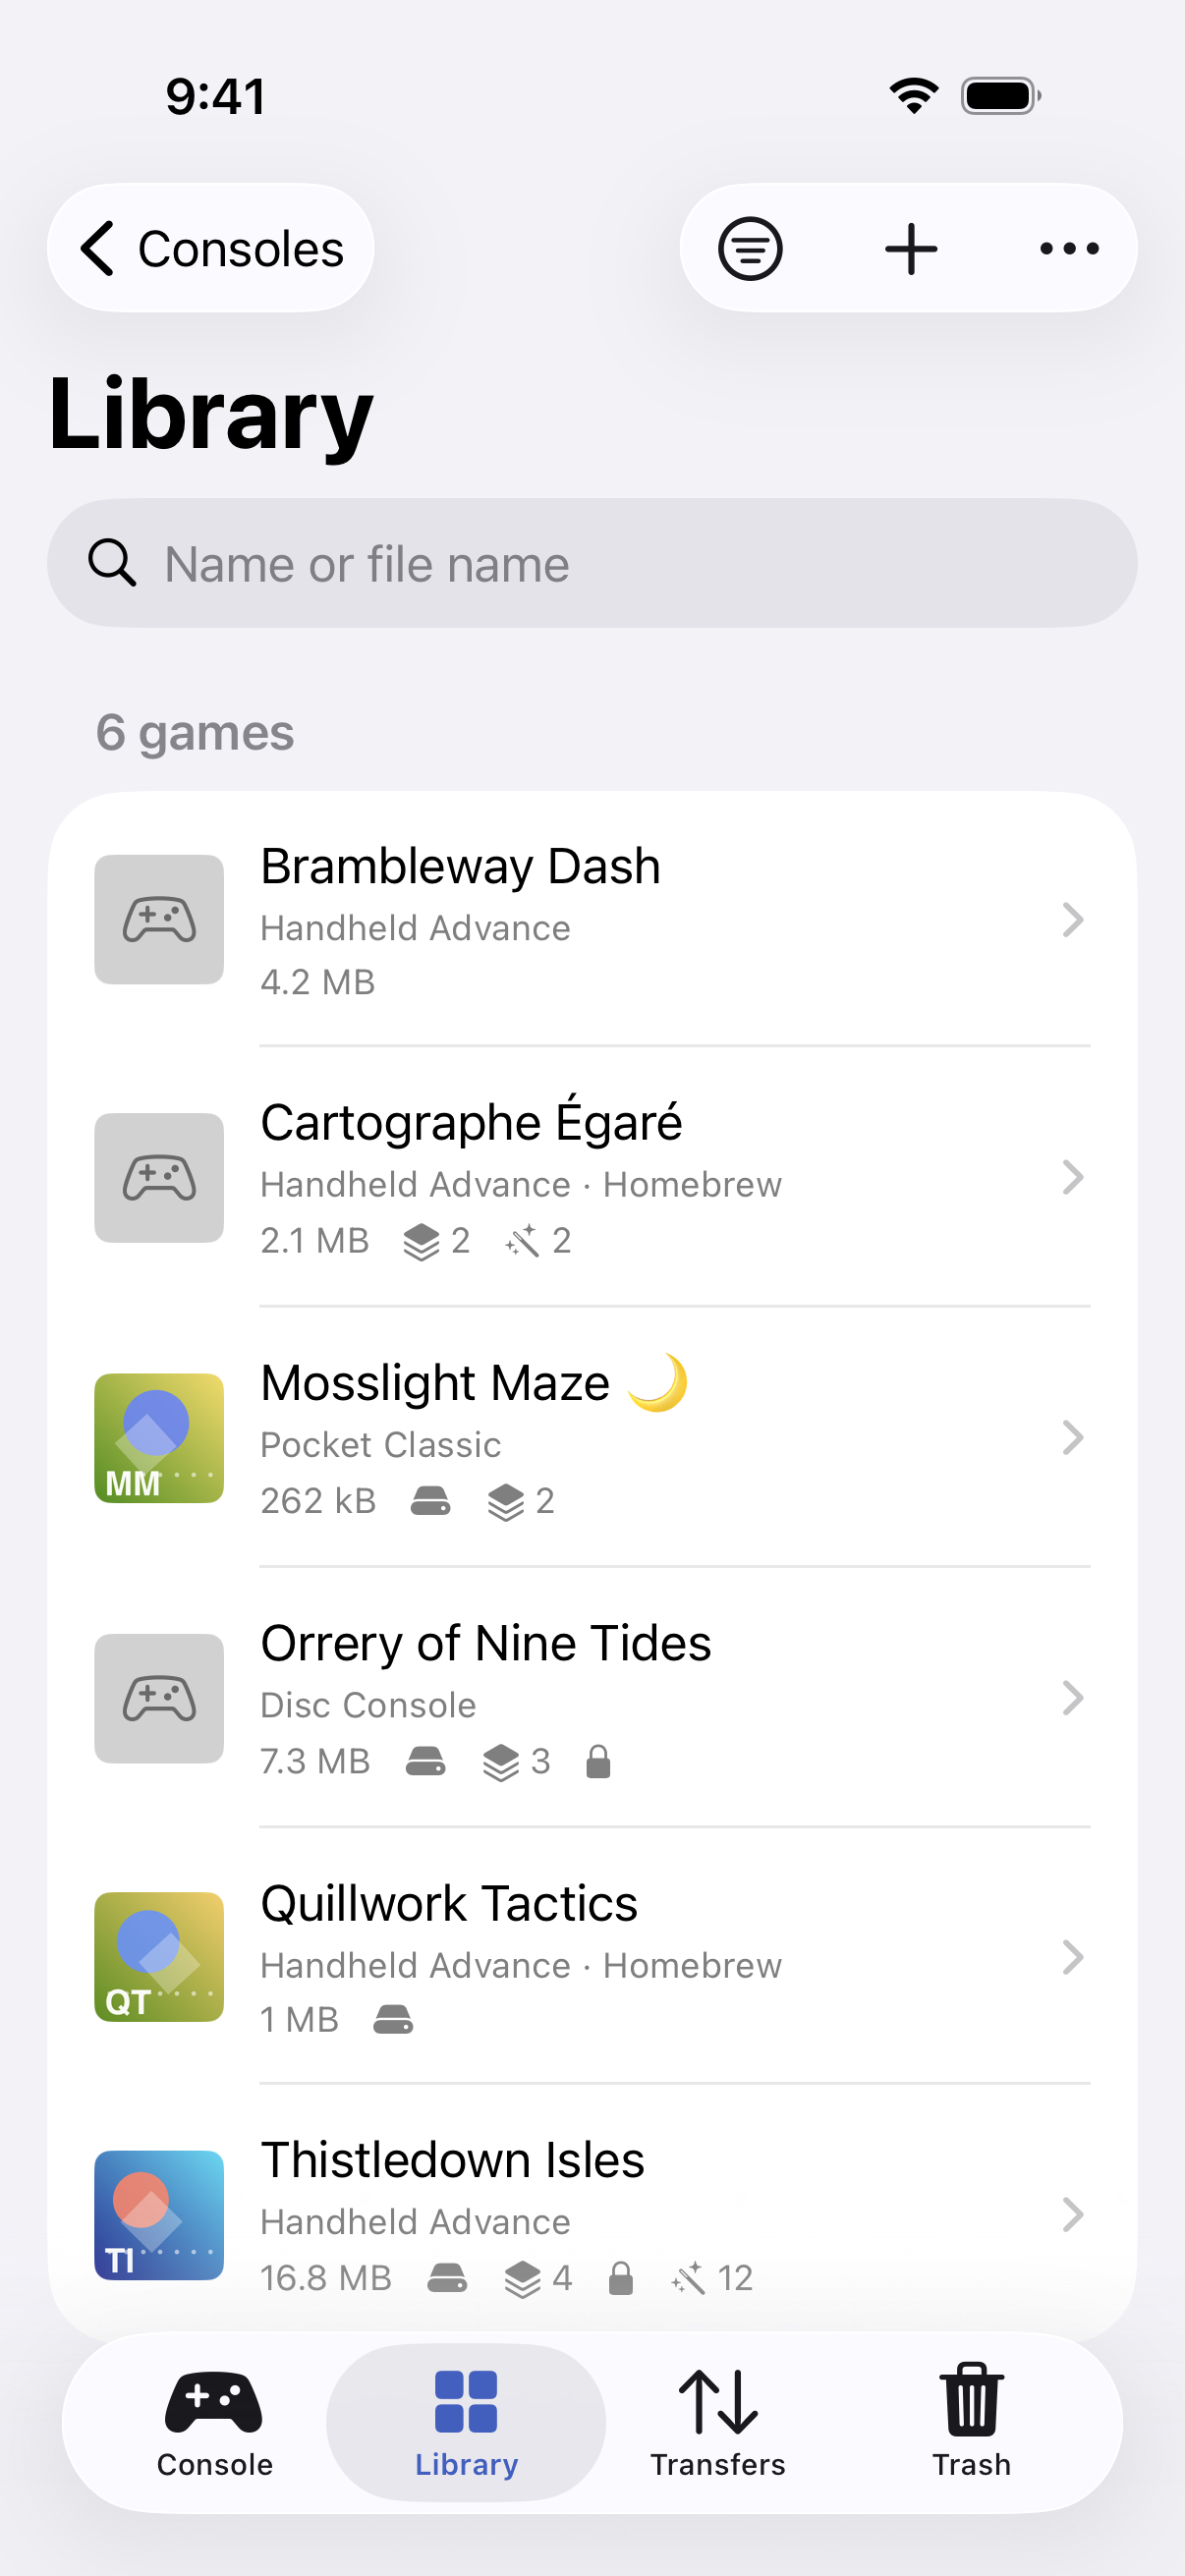 9:41
Consoles
Library
Name or file name
6 games
Brambleway Dash
Handheld Advance
4.2 MB
Cartographe Égaré
Handheld Advance · Homebrew
2.1 MB 2 2
Mosslight Maze 🌙
MM
Pocket Classic
262 kB 2
Orrery of Nine Tides
Disc Console
7.3 MB 3
Quillwork Tactics
QT
Handheld Advance · Homebrew
1 MB
Thistledown Isles
TI
Handheld Advance
16.8 MB 4 12
Console Library Transfers Trash